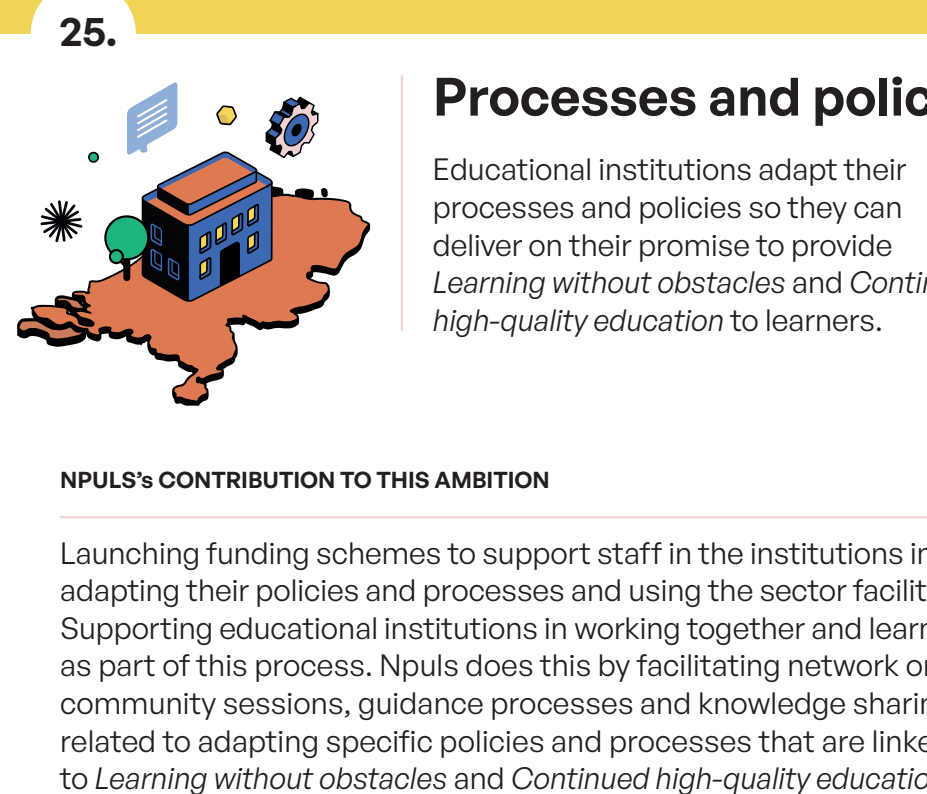 25.
Processes and polic
Educational institutions adapt their
processes and policies so they can
deliver on their promise to provide
Learning without obstacles and Contin
high-quality education to learners.
NPULS’s CONTRIBUTION TO THIS AMBITION
Launching funding schemes to support staff in the institutions in
adapting their policies and processes and using the sector facilit
Supporting educational institutions in working together and learn
as part of this process. Npuls does this by facilitating network or
community sessions, guidance processes and knowledge sharin
related to adapting specific policies and processes that are linke
to Learning without obstacles and Continued high-quality educatio